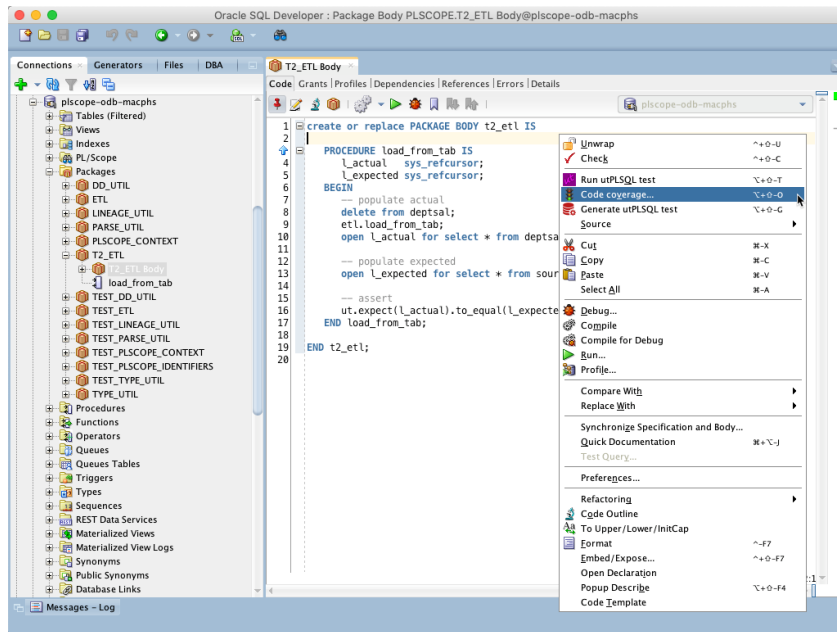 Oracle SQL Developer : Package Body PLSCOPE.T2_ETL Body@plscope-odb-macphs
SQL
Connections
Generators
Files
DBA
plscope-odb-macphs
Tables (Filtered)
Views
Indexes
PL/Scope
Packages
DD_UTIL
ETL
LINEAGE_UTIL
PARSE_UTIL
PLSCOPE_CONTEXT
T2_ETL
T2_ETL Body
load_from_tab
TEST_DD_UTIL
TEST_ETL
TEST_LINEAGE_UTIL
TEST_PARSE_UTIL
TEST_PLSCOPE_CONTEXT
TEST_PLSCOPE_IDENTIFIERS
TEST_TYPE_UTIL
TYPE_UTIL
Procedures
Functions
Operators
Queues
Queues Tables
Triggers
Types
Sequences
REST Data Services
Materialized Views
Materialized View Logs
Synonyms
Public Synonyms
Database Links
Messages - Log
T2_ETL Body
Code Grants Profiles Dependencies References Errors Details
plscope-odb-macphs
1 create or replace PACKAGE BODY t2_etl IS
2
3 PROCEDURE load_from_tab IS
4 l_actual sys_refcursor;
5 l_expected sys_refcursor;
6 BEGIN
7 -- populate actual
8 delete from deptsal;
9 etl.load_from_tab;
10 open l_actual for select * from deptsa
11
12 -- populate expected
13 open l_expected for select * from sour
14
15 -- assert
16 ut.expect(l_actual).to_equal(l_expecte
17 END load_from_tab;
18
19 END t2_etl;
20
Unwrap ^+⇧-U
Check ^+⇧-C
Run utPLSQL test ⌥+⇧-T
Code coverage... ⌥+⇧-O
Generate utPLSQL test ⌥+⇧-G
Source
Cut ⌘-X
Copy ⌘-C
Paste ⌘-V
Select All ⌘-A
Debug...
Compile
Compile for Debug
Run...
Profile...
Compare With
Replace With
Synchronize Specification and Body...
Quick Documentation ⌘+⌥-J
Test Query...
Preferences...
Refactoring
Code Outline
To Upper/Lower/InitCap
Format ^-F7
Embed/Expose... ^+⇧-F7
Open Declaration
Popup Describe ⌥+⇧-F4
Code Template
:1